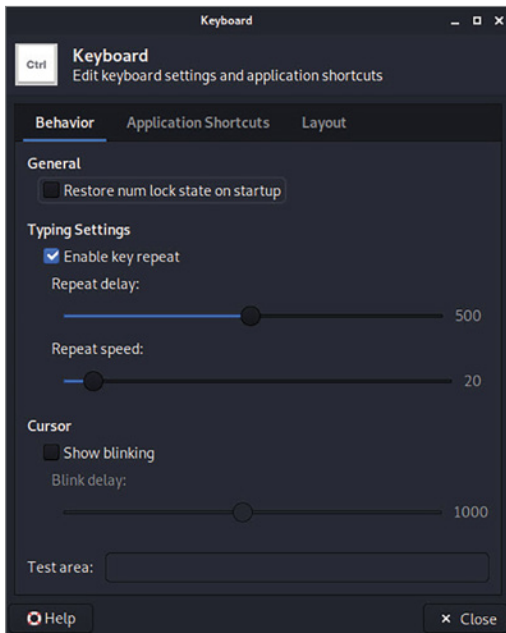 Keyboard
Ctrl
Keyboard
Edit keyboard settings and application shortcuts
Behavior Application Shortcuts Layout
General
Restore num lock state on startup
Typing Settings
Enable key repeat
Repeat delay:
500
Repeat speed:
20
Cursor
Show blinking
Blink delay:
1000
Test area:
Help × Close